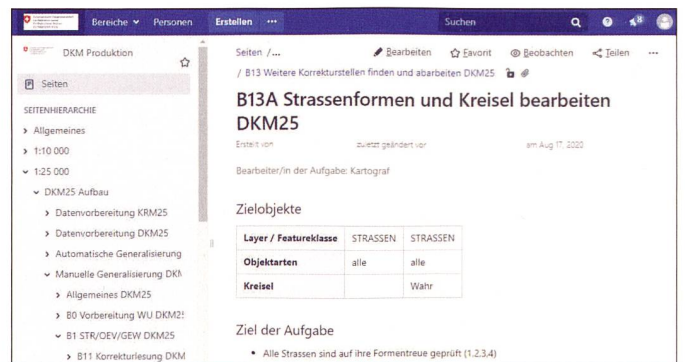 Bereiche Personen Erstellen ••• Suchen
DKM Produktion
Seiten
SEITENHIERARCHIE
Allgemeines
1:10 000
1:25 000
DKM25 Aufbau
Datenvorbereitung KRM25
Datenvorbereitung DKM25
Automatische Generalisierung
Manuelle Generalisierung DKM
Allgemeines DKM25
B0 Vorbereitung WU DKM25
B1 STR/OEV/GEW DKM25
B11 Korrekturlesung DKM
Seiten /... Bearbeiten Favorit Beobachten Teilen •••
/ B13 Weitere Korrekturstellen finden und abarbeiten DKM25
B13A Strassenformen und Kreisel bearbeiten
DKM25
Erstellt von zuletzt geändert von am Aug 17, 2020
Bearbeiter/in der Aufgabe: Kartograf
Zielobjekte
Layer / Featureklasse STRASSEN STRASSEN
Objektarten alle alle
Kreisel Wahr
Ziel der Aufgabe
• Alle Strassen sind auf ihre Formentreue geprüft (1.2.3,4)